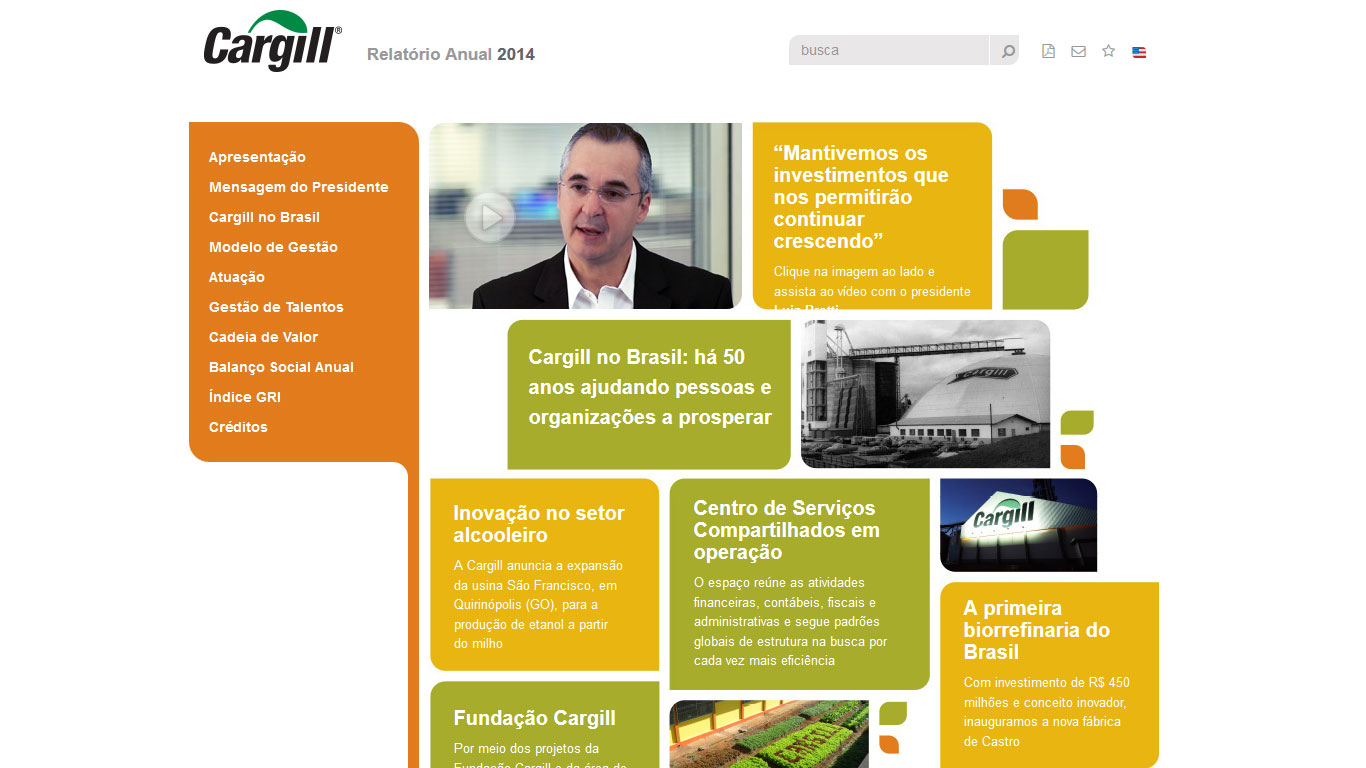 Cargill®
Relatório Anual 2014
busca
Apresentação
Mensagem do Presidente
Cargill no Brasil
Modelo de Gestão
Atuação
Gestão de Talentos
Cadeia de Valor
Balanço Social Anual
Índice GRI
Créditos
“Mantivemos os
investimentos que
nos permitirão
continuar
crescendo”
Clique na imagem ao lado e
assista ao vídeo com o presidente
Cargill no Brasil: há 50
anos ajudando pessoas e
organizações a prosperar
Cargill
Inovação no setor
alcooleiro
A Cargill anuncia a expansão
da usina São Francisco, em
Quirinópolis (GO), para a
produção de etanol a partir
do milho
Centro de Serviços
Compartilhados em
operação
O espaço reúne as atividades
financeiras, contábeis, fiscais e
administrativas e segue padrões
globais de estrutura na busca por
cada vez mais eficiência
Cargill
A primeira
biorrefinaria do
Brasil
Com investimento de R$ 450
milhões e conceito inovador,
inauguramos a nova fábrica
de Castro
Fundação Cargill
Por meio dos projetos da
Fundação Cargill e da área de